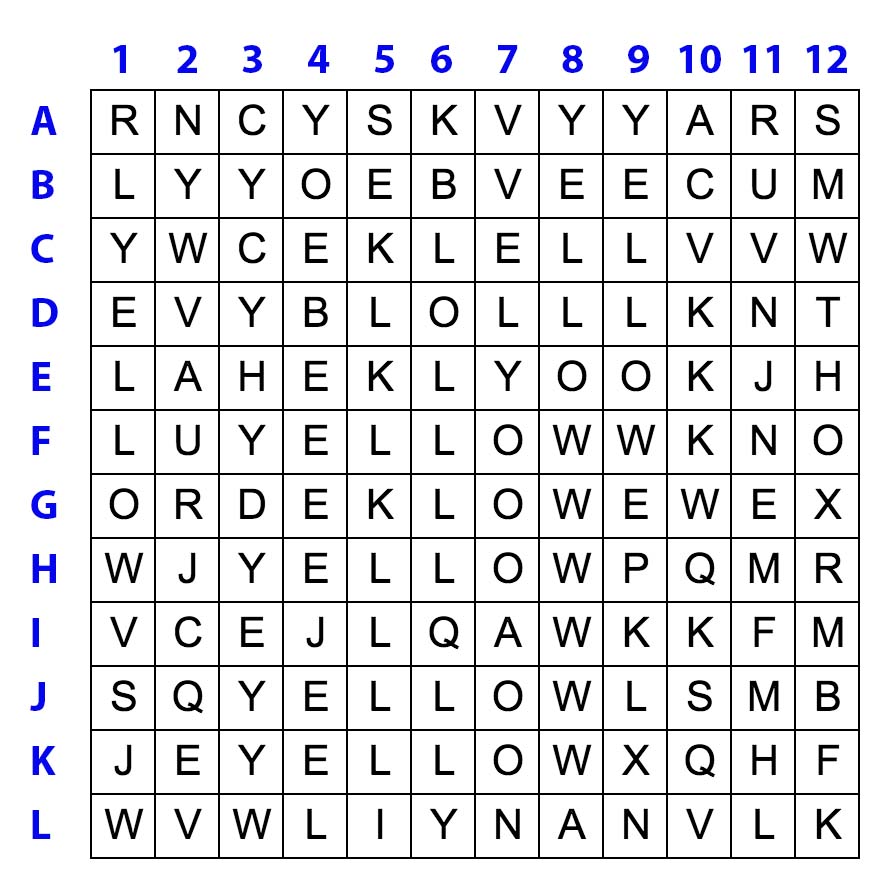 1 2 3 4 5 6 7 8 9 10 11 12
A R N C Y S K V Y Y A R S
B L Y Y O E B V E E C U M
C Y W C E K L E L L V V W
D E V Y B L O L L L K N T
E L A H E K L Y O O K J H
F L U Y E L L O W W K N O
G O R D E K L O W E W E X
H W J Y E L L O W P Q M R
I V C E J L Q A W K K F M
J S Q Y E L L O W L S M B
K J E Y E L L O W X Q H F
L W V W L I Y N A N V L K